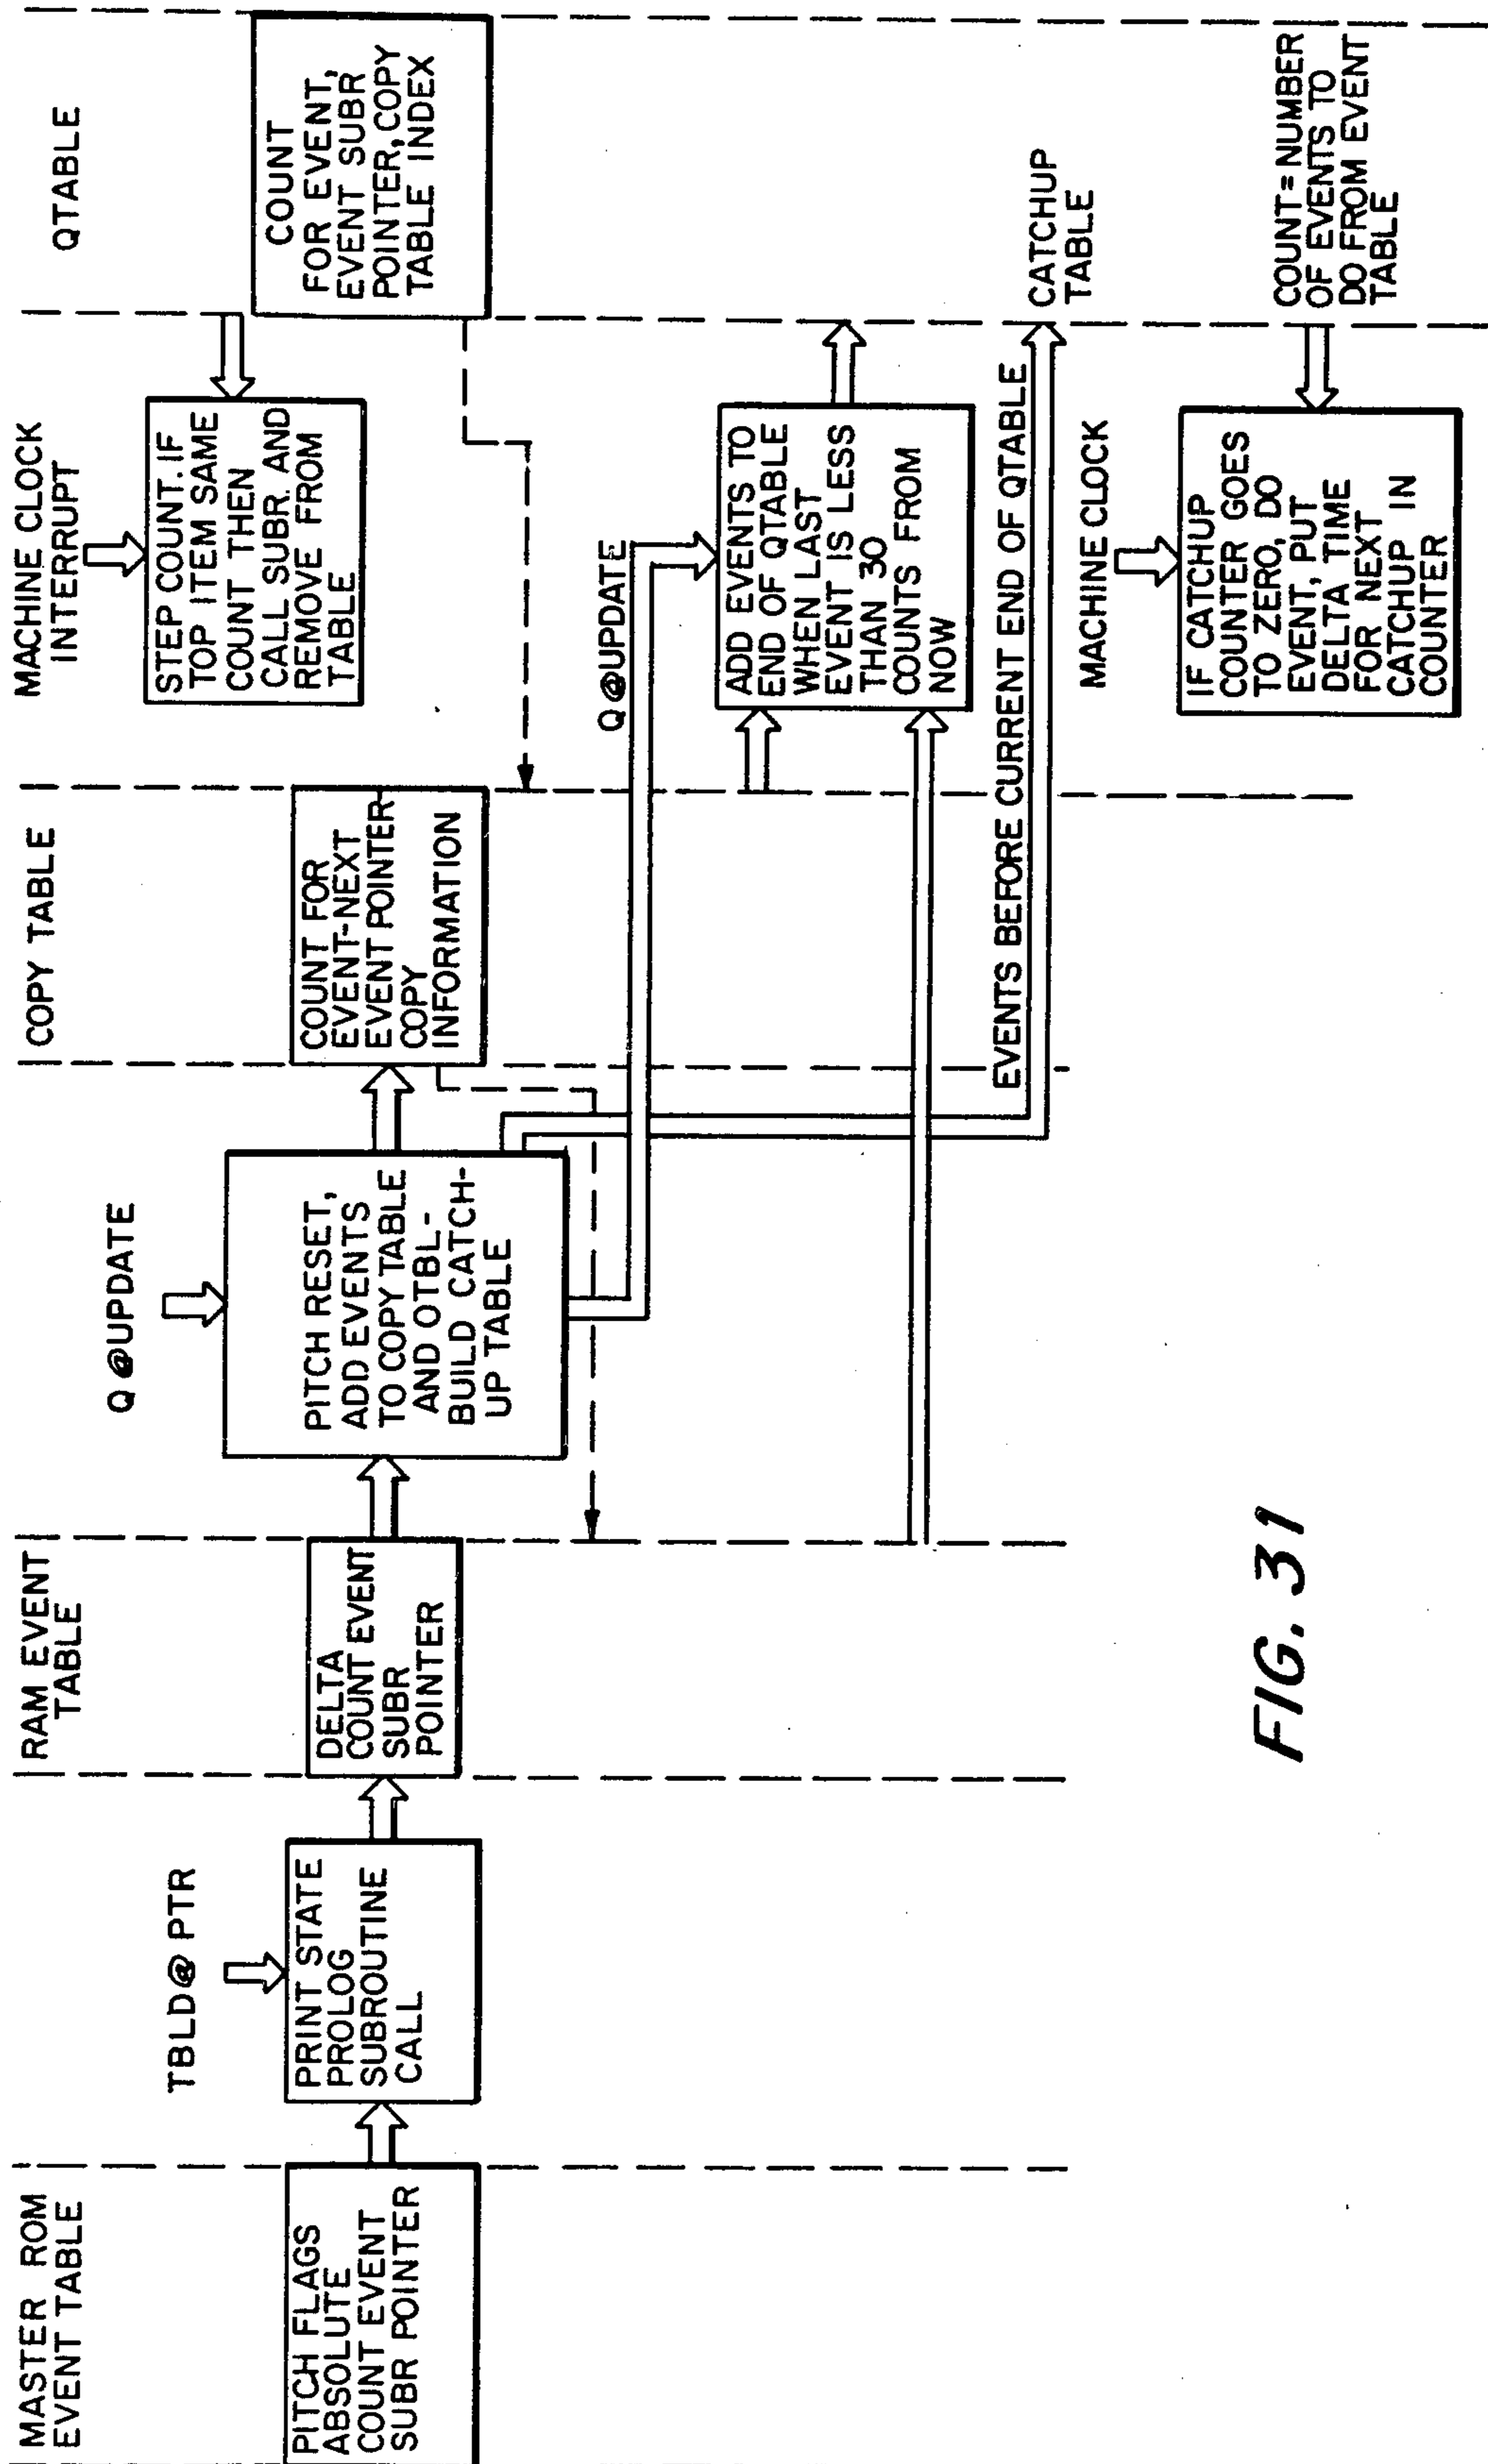 MASTER ROM
EVENT TABLE
PITCH FLAGS
ABSOLUTE
COUNT EVENT
SUBR POINTER
TBLD@PTR
PRINT STATE
PROLOG
SUBROUTINE
CALL
RAM EVENT
TABLE
DELTA
COUNT EVENT
SUBR
POINTER
Q@UPDATE
PITCH RESET,
ADD EVENTS
TO COPY TABLE
AND OTBL-
BUILD CATCH-
UP TABLE
COPY TABLE
COUNT FOR
EVENT-NEXT
EVENT POINTER
COPY
INFORMATION
MACHINE CLOCK
INTERRUPT
STEP COUNT. IF
TOP ITEM SAME
COUNT THEN
CALL SUBR. AND
REMOVE FROM
TABLE
Q@UPDATE
ADD EVENTS TO
END OF QTABLE
WHEN LAST
EVENT IS LESS
THAN 30
COUNTS FROM
NOW
EVENTS BEFORE CURRENT END OF QTABLE
MACHINE CLOCK
IF CATCHUP
COUNTER GOES
TO ZERO, DO
EVENT, PUT
DELTA TIME
FOR NEXT
CATCHUP IN
COUNTER
QTABLE
COUNT
FOR EVENT,
EVENT SUBR
POINTER, COPY
TABLE INDEX
CATCHUP
TABLE
COUNT=NUMBER
OF EVENTS TO
DO FROM EVENT
TABLE
FIG. 31